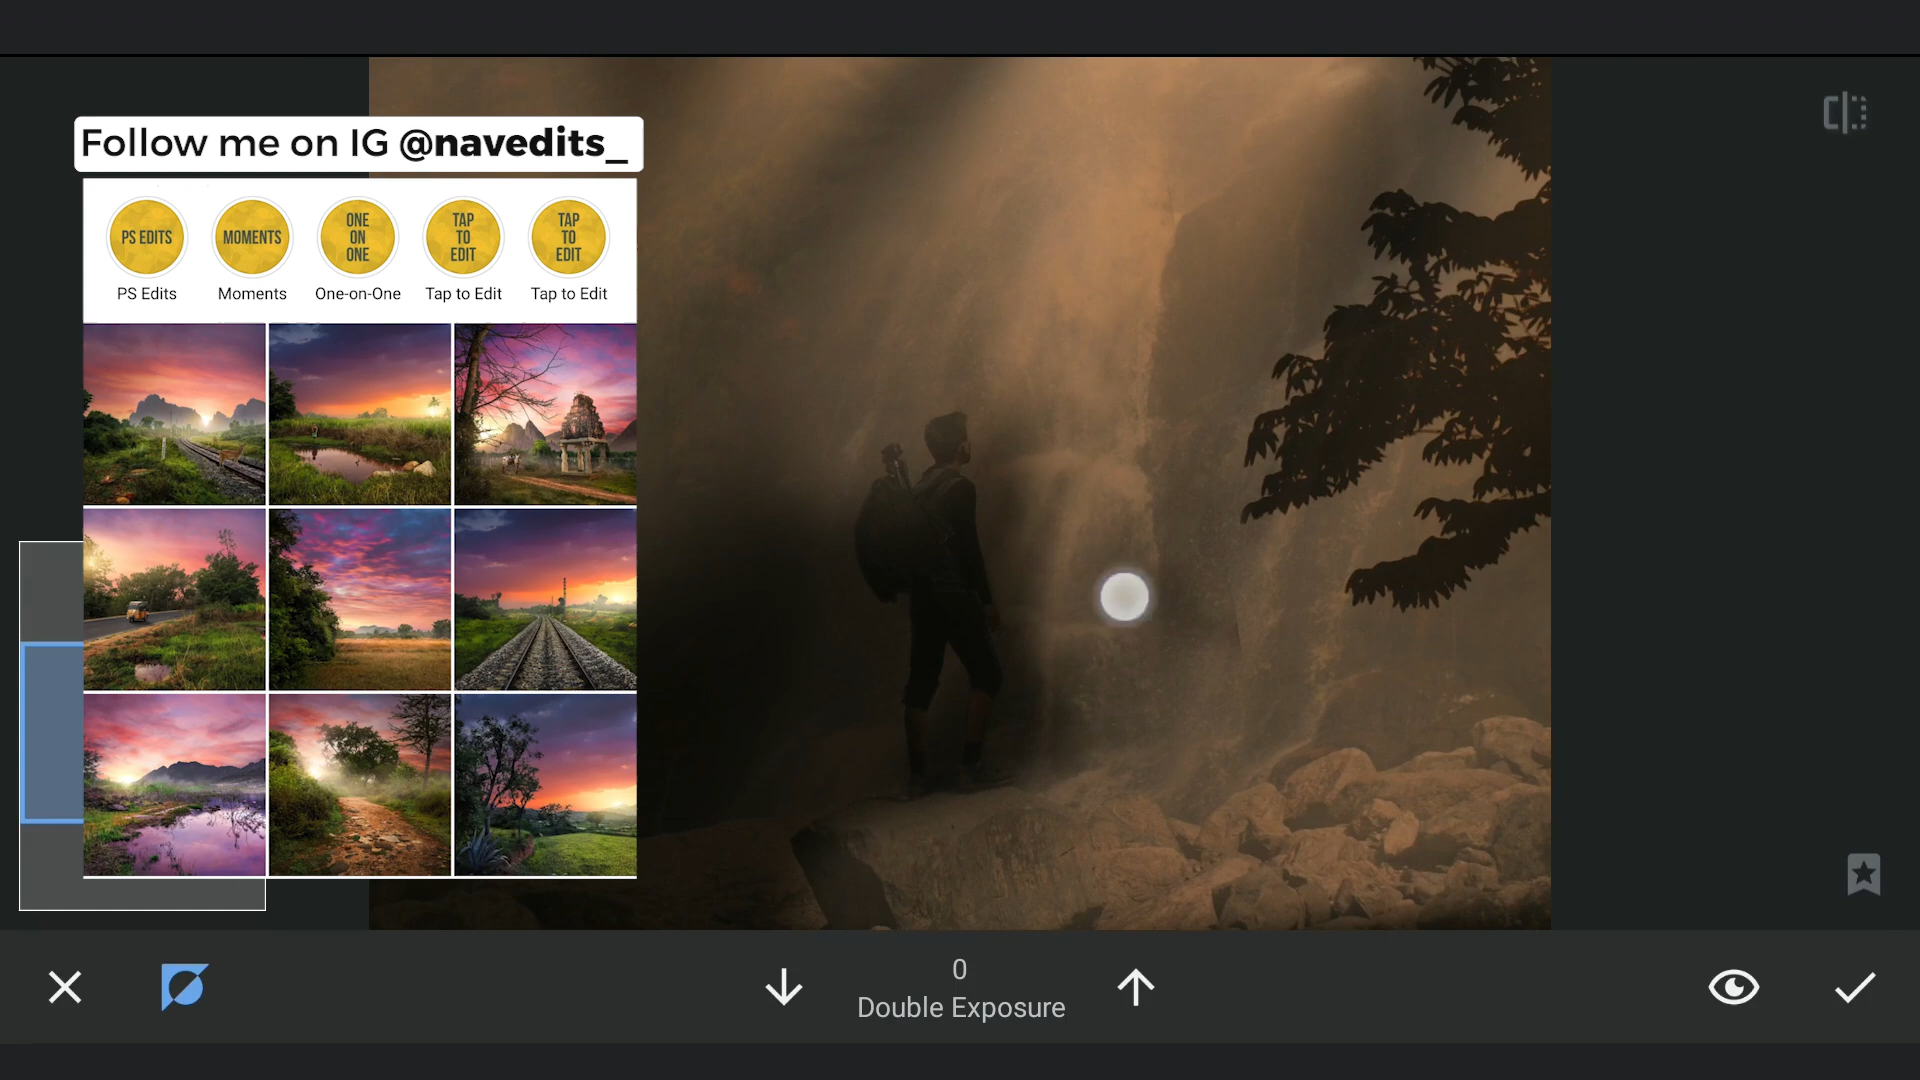 Follow me on IG @navedits_
PS EDITS
MOMENTS
ONE
ON
ONE
TAP
TO
EDIT
TAP
TO
EDIT
PS Edits
Moments
One-on-One
Tap to Edit
Tap to Edit
0
Double Exposure